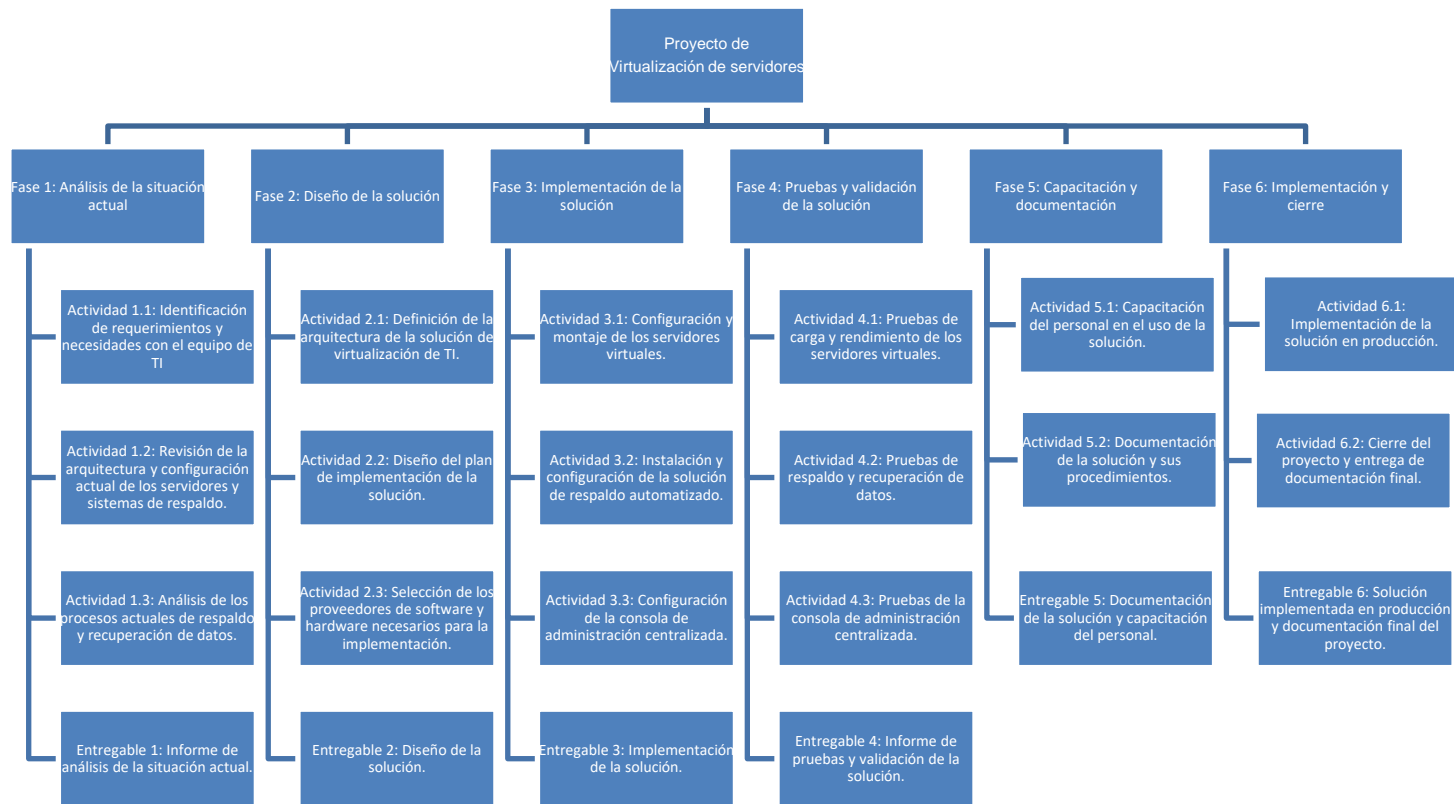 Proyecto de
Virtualización de servidores
Fase 1: Análisis de la situación
actual
Fase 2: Diseño de la solución
Fase 3: Implementación de la
solución
Fase 4: Pruebas y validación
de la solución
Fase 5: Capacitación y
documentación
Fase 6: Implementación y
cierre
Actividad 1.1: Identificación
de requerimientos y
necesidades con el equipo de
TI
Actividad 1.2: Revisión de la
arquitectura y configuración
actual de los servidores y
sistemas de respaldo.
Actividad 1.3: Análisis de los
procesos actuales de respaldo
y recuperación de datos.
Entregable 1: Informe de
análisis de la situación actual.
Actividad 2.1: Definición de la
arquitectura de la solución de
virtualización de TI.
Actividad 2.2: Diseño del plan
de implementación de la
solución.
Actividad 2.3: Selección de los
proveedores de software y
hardware necesarios para la
implementación.
Entregable 2: Diseño de la
solución.
Actividad 3.1: Configuración y
montaje de los servidores
virtuales.
Actividad 3.2: Instalación y
configuración de la solución
de respaldo automatizado.
Actividad 3.3: Configuración
de la consola de
administración centralizada.
Entregable 3: Implementación
de la solución.
Actividad 4.1: Pruebas de
carga y rendimiento de los
servidores virtuales.
Actividad 4.2: Pruebas de
respaldo y recuperación de
datos.
Actividad 4.3: Pruebas de la
consola de administración
centralizada.
Entregable 4: Informe de
pruebas y validación de la
solución.
Actividad 5.1: Capacitación
del personal en el uso de la
solución.
Actividad 5.2: Documentación
de la solución y sus
procedimientos.
Entregable 5: Documentación
de la solución y capacitación
del personal.
Actividad 6.1:
Implementación de la
solución en producción.
Actividad 6.2: Cierre del
proyecto y entrega de
documentación final.
Entregable 6: Solución
implementada en producción
y documentación final del
proyecto.